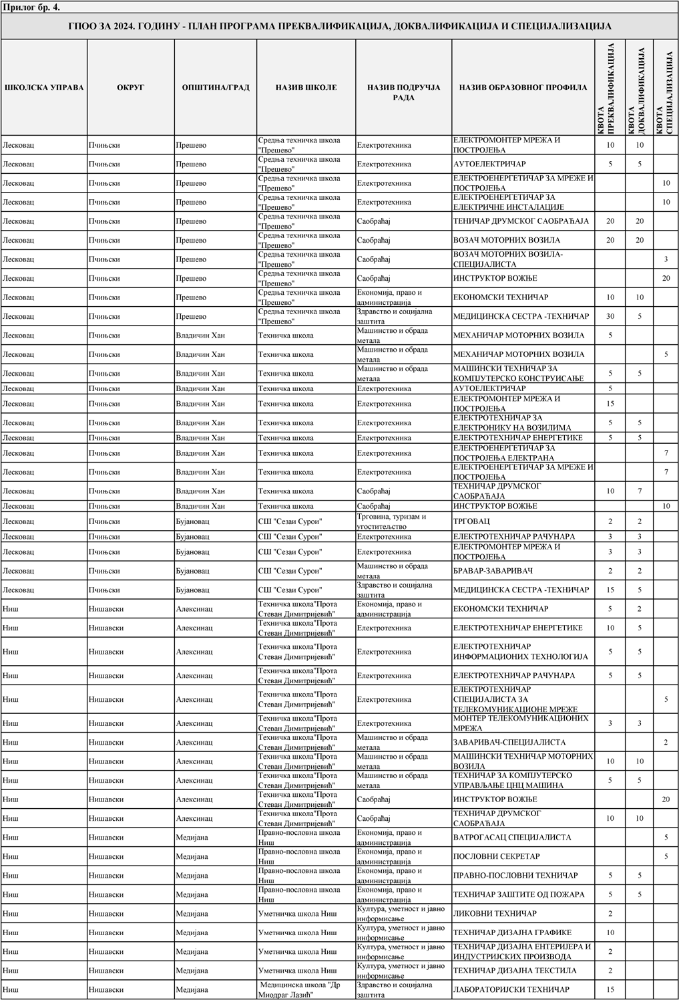 Прилог бр. 4.
ГПОО ЗА 2024. ГОДИНУ - ПЛАН ПРОГРАМА ПРЕКВАЛИФИКАЦИЈА, ДОКВАЛИФИКАЦИЈА И СПЕЦИЈАЛИЗАЦИЈА
ШКОЛСКА УПРАВА ОКРУГ ОПШТИНА/ГРАД НАЗИВ ШКОЛЕ НАЗИВ ПОДРУЧЈА РАДА НАЗИВ ОБРАЗОВНОГ ПРОФИЛА КВОТА ПРЕКВАЛИФИКАЦИЈА КВОТА ДОКВАЛИФИКАЦИЈА КВОТА СПЕЦИЈАЛИЗАЦИЈА
Лесковац Пчињски Прешево Средња техничка школа "Прешево" Електротехника ЕЛЕКТРОМОНТЕР МРЕЖА И ПОСТРОЈЕЊА 10 10
Лесковац Пчињски Прешево Средња техничка школа "Прешево" Електротехника АУТОЕЛЕКТРИЧАР 5 5
Лесковац Пчињски Прешево Средња техничка школа "Прешево" Електротехника ЕЛЕКТРОЕНЕРГЕТИЧАР ЗА МРЕЖЕ И ПОСТРОЈЕЊА 10
Лесковац Пчињски Прешево Средња техничка школа "Прешево" Електротехника ЕЛЕКТРОЕНЕРГЕТИЧАР ЗА ЕЛЕКТРИЧНЕ ИНСТАЛАЦИЈЕ 10
Лесковац Пчињски Прешево Средња техничка школа "Прешево" Саобраћај ТЕНИЧАР ДРУМСКОГ САОБРАЋАЈА 20 20
Лесковац Пчињски Прешево Средња техничка школа "Прешево" Саобраћај ВОЗАЧ МОТОРНИХ ВОЗИЛА 20 20
Лесковац Пчињски Прешево Средња техничка школа "Прешево" Саобраћај ВОЗАЧ МОТОРНИХ ВОЗИЛА-СПЕЦИЈАЛИСТА 3
Лесковац Пчињски Прешево Средња техничка школа "Прешево" Саобраћај ИНСТРУКТОР ВОЖЊЕ 20
Лесковац Пчињски Прешево Средња техничка школа "Прешево" Економија, право и администрација ЕКОНОМСКИ ТЕХНИЧАР 10 10
Лесковац Пчињски Прешево Средња техничка школа "Прешево" Здравство и социјална заштита МЕДИЦИНСКА СЕСТРА -ТЕХНИЧАР 30 5
Лесковац Пчињски Владичин Хан Техничка школа Машинство и обрада метала МЕХАНИЧАР МОТОРНИХ ВОЗИЛА 5
Лесковац Пчињски Владичин Хан Техничка школа Машинство и обрада метала МЕХАНИЧАР МОТОРНИХ ВОЗИЛА 5
Лесковац Пчињски Владичин Хан Техничка школа Машинство и обрада метала МАШИНСКИ ТЕХНИЧАР ЗА КОМПЈУТЕРСКО КОНСТРУИСАЊЕ 5 5
Лесковац Пчињски Владичин Хан Техничка школа Електротехника АУТОЕЛЕКТРИЧАР 5
Лесковац Пчињски Владичин Хан Техничка школа Електротехника ЕЛЕКТРОМОНТЕР МРЕЖА И ПОСТРОЈЕЊА 15
Лесковац Пчињски Владичин Хан Техничка школа Електротехника ЕЛЕКТРОТЕХНИЧАР ЗА ЕЛЕКТРОНИКУ НА ВОЗИЛИМА 5 5
Лесковац Пчињски Владичин Хан Техничка школа Електротехника ЕЛЕКТРОТЕХНИЧАР ЕНЕРГЕТИКЕ 5 5
Лесковац Пчињски Владичин Хан Техничка школа Електротехника ЕЛЕКТРОЕНЕРГЕТИЧАР ЗА ПОСТРОЈЕЊА ЕЛЕКТРАНА 7
Лесковац Пчињски Владичин Хан Техничка школа Електротехника ЕЛЕКТРОЕНЕРГЕТИЧАР ЗА МРЕЖЕ И ПОСТРОЈЕЊА 7
Лесковац Пчињски Владичин Хан Техничка школа Саобраћај ТЕХНИЧАР ДРУМСКОГ САОБРАЋАЈА 10 7
Лесковац Пчињски Владичин Хан Техничка школа Саобраћај ИНСТРУКТОР ВОЖЊЕ 10
Лесковац Пчињски Бујановац СШ "Сезаи Сурои" Трговина, туризам и угоститељство ТРГОВАЦ 2 2
Лесковац Пчињски Бујановац СШ "Сезаи Сурои" Електротехника ЕЛЕКТРОТЕХНИЧАР РАЧУНАРА 3 3
Лесковац Пчињски Бујановац СШ "Сезаи Сурои" Електротехника ЕЛЕКТРОМОНТЕР МРЕЖА И ПОСТРОЈЕЊА 3 3
Лесковац Пчињски Бујановац СШ "Сезаи Сурои" Машинство и обрада метала БРАВАР-ЗАВАРИВАЧ 2 2
Лесковац Пчињски Бујановац СШ "Сезаи Сурои" Здравство и социјална заштита МЕДИЦИНСКА СЕСТРА -ТЕХНИЧАР 15 5
Ниш Нишавски Алексинац Техничка школа"Прота Стеван Димитријевић" Економија, право и администрација ЕКОНОМСКИ ТЕХНИЧАР 5 2
Ниш Нишавски Алексинац Техничка школа"Прота Стеван Димитријевић" Електротехника ЕЛЕКТРОТЕХНИЧАР ЕНЕРГЕТИКЕ 10 5
Ниш Нишавски Алексинац Техничка школа"Прота Стеван Димитријевић" Електротехника ЕЛЕКТРОТЕХНИЧАР ИНФОРМАЦИОНИХ ТЕХНОЛОГИЈА 5 5
Ниш Нишавски Алексинац Техничка школа"Прота Стеван Димитријевић" Електротехника ЕЛЕКТРОТЕХНИЧАР РАЧУНАРА 5 5
Ниш Нишавски Алексинац Техничка школа"Прота Стеван Димитријевић" Електротехника ЕЛЕКТРОТЕХНИЧАР СПЕЦИЈАЛИСТА ЗА ТЕЛЕКОМУНИКАЦИОНЕ МРЕЖЕ 5
Ниш Нишавски Алексинац Техничка школа"Прота Стеван Димитријевић" Електротехника МОНТЕР ТЕЛЕКОМУНИКАЦИОНИХ МРЕЖА 3 3
Ниш Нишавски Алексинац Техничка школа"Прота Стеван Димитријевић" Машинство и обрада метала ЗАВАРИВАЧ-СПЕЦИЈАЛИСТА 2
Ниш Нишавски Алексинац Техничка школа"Прота Стеван Димитријевић" Машинство и обрада метала МАШИНСКИ ТЕХНИЧАР МОТОРНИХ ВОЗИЛА 10 10
Ниш Нишавски Алексинац Техничка школа"Прота Стеван Димитријевић" Машинство и обрада метала ТЕХНИЧАР ЗА КОМПЈУТЕРСКО УПРАВЉАЊЕ ЦНЦ МАШИНА 5 5
Ниш Нишавски Алексинац Техничка школа"Прота Стеван Димитријевић" Саобраћај ИНСТРУКТОР ВОЖЊЕ 20
Ниш Нишавски Алексинац Техничка школа"Прота Стеван Димитријевић" Саобраћај ТЕХНИЧАР ДРУМСКОГ САОБРАЋАЈА 10 10
Ниш Нишавски Медијана Правно-пословна школа Ниш Економија, право и администрација ВАТРОГАСАЦ СПЕЦИЈАЛИСТА 5
Ниш Нишавски Медијана Правно-пословна школа Ниш Економија, право и администрација ПОСЛОВНИ СЕКРЕТАР 5
Ниш Нишавски Медијана Правно-пословна школа Ниш Економија, право и администрација ПРАВНО-ПОСЛОВНИ ТЕХНИЧАР 5 5
Ниш Нишавски Медијана Правно-пословна школа Ниш Економија, право и администрација ТЕХНИЧАР ЗАШТИТЕ ОД ПОЖАРА 5 5
Ниш Нишавски Медијана Уметничка школа Ниш Култура, уметност и јавно информисање ЛИКОВНИ ТЕХНИЧАР 2
Ниш Нишавски Медијана Уметничка школа Ниш Култура, уметност и јавно информисање ТЕХНИЧАР ДИЗАЈНА ГРАФИКЕ 10
Ниш Нишавски Медијана Уметничка школа Ниш Култура, уметност и јавно информисање ТЕХНИЧАР ДИЗАЈНА ЕНТЕРИЈЕРА И ИНДУСТРИЈСКИХ ПРОИЗВОДА 2
Ниш Нишавски Медијана Уметничка школа Ниш Култура, уметност и јавно информисање ТЕХНИЧАР ДИЗАЈНА ТЕКСТИЛА 2
Ниш Нишавски Медијана Медицинска школа "Др Миодраг Лазић" Здравство и социјална заштита ЛАБОРАТОРИЈСКИ ТЕХНИЧАР 15